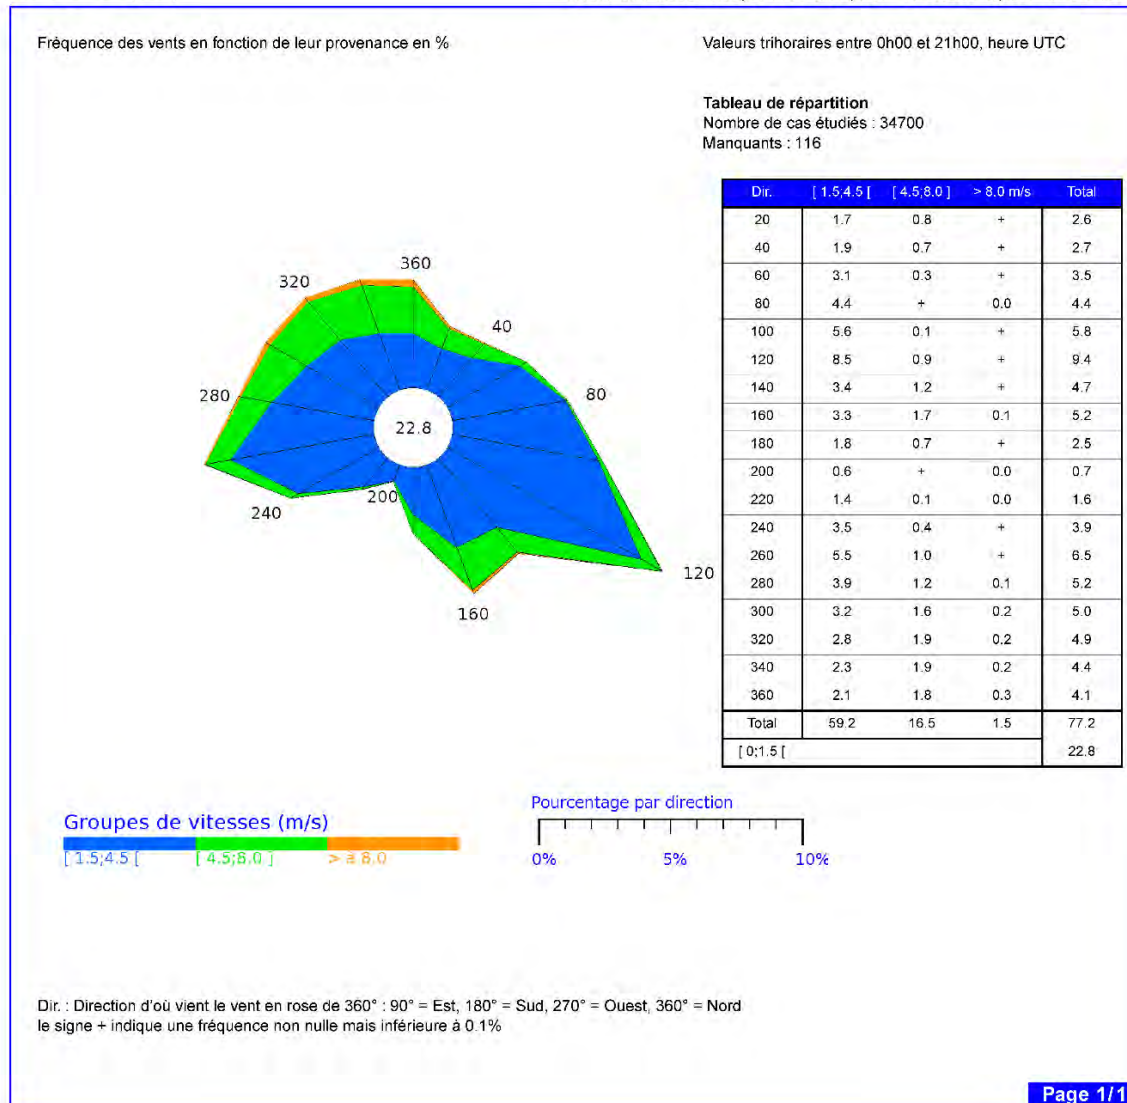 Fréquence des vents en fonction de leur provenance en %
Valeurs trihoraires entre 0h00 et 21h00, heure UTC
Tableau de répartition
Nombre de cas étudiés : 34700
Manquants : 116
Dir. [ 1.5;4.5 [ [ 4.5;8.0 ] > 8.0 m/s Total
20 1.7 0.8 + 2.6
40 1.9 0.7 + 2.7
60 3.1 0.3 + 3.5
80 4.4 + 0.0 4.4
100 5.6 0.1 + 5.8
120 8.5 0.9 + 9.4
140 3.4 1.2 + 4.7
160 3.3 1.7 0.1 5.2
180 1.8 0.7 + 2.5
200 0.6 + 0.0 0.7
220 1.4 0.1 0.0 1.6
240 3.5 0.4 + 3.9
260 5.5 1.0 + 6.5
280 3.9 1.2 0.1 5.2
300 3.2 1.6 0.2 5.0
320 2.8 1.9 0.2 4.9
340 2.3 1.9 0.2 4.4
360 2.1 1.8 0.3 4.1
Total 59.2 16.5 1.5 77.2
[ 0;1.5 [ 22.8
360
320
40
280
80
22.8
200
240
120
160
Groupes de vitesses (m/s)
[ 1.5;4.5 [ [ 4.5;8.0 ] > à 8.0
Pourcentage par direction
0% 5% 10%
Dir. : Direction d'où vient le vent en rose de 360° : 90° = Est, 180° = Sud, 270° = Ouest, 360° = Nord
le signe + indique une fréquence non nulle mais inférieure à 0.1%
Page 1/1